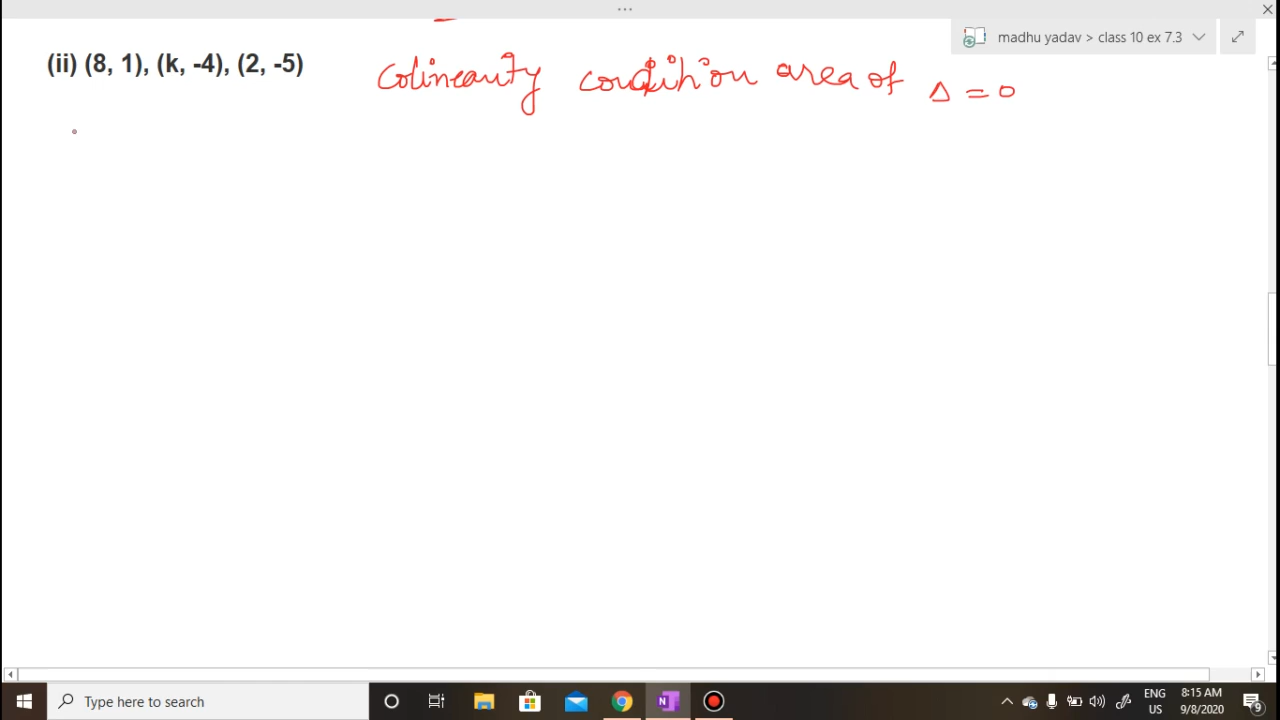 madhu yadav > class 10 ex 7.3
(ii) (8, 1), (k, -4), (2, -5)
Colinearity condition area of Δ = 0
Type here to search
ENG
US
8:15 AM
9/8/2020
9